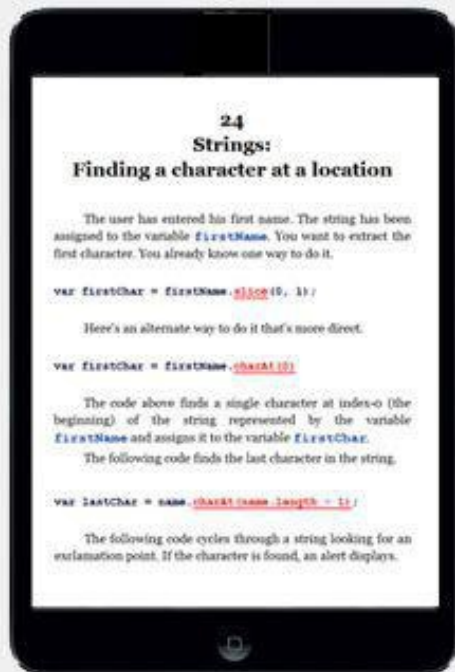 24
Strings:
Finding a character at a location
The user has entered his first name. The string has been
assigned to the variable firstName. You want to extract the
first character. You already know one way to do it.
var firstChar = firstName.slice(0, 1);
Here's an alternate way to do it that's more direct.
var firstChar = firstName.charAt(0)
The code above finds a single character at index-0 (the
beginning) of the string represented by the variable
firstName and assigns it to the variable firstChar.
The following code finds the last character in the string.
var lastChar = name.charAt(name.length - 1);
The following code cycles through a string looking for an
exclamation point. If the character is found, an alert displays.